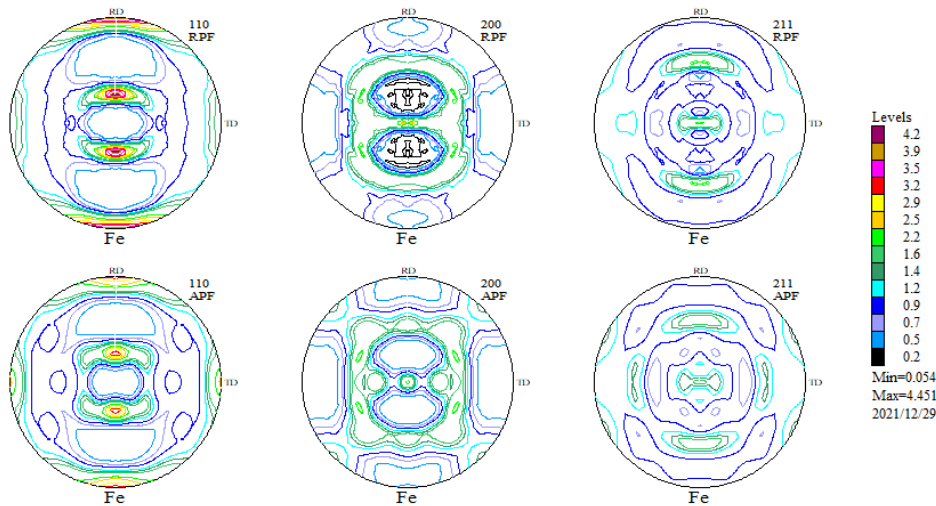 RD
110
RPF
TD
Fe
RD
200
RPF
TD
Fe
RD
211
RPF
TD
Fe
RD
110
APF
TD
Fe
RD
200
APF
TD
Fe
RD
211
APF
TD
Fe
Levels
4.2
3.9
3.5
3.2
2.9
2.5
2.2
1.6
1.4
1.2
0.9
0.7
0.5
0.2
Min=0.054
Max=4.451
2021/12/29